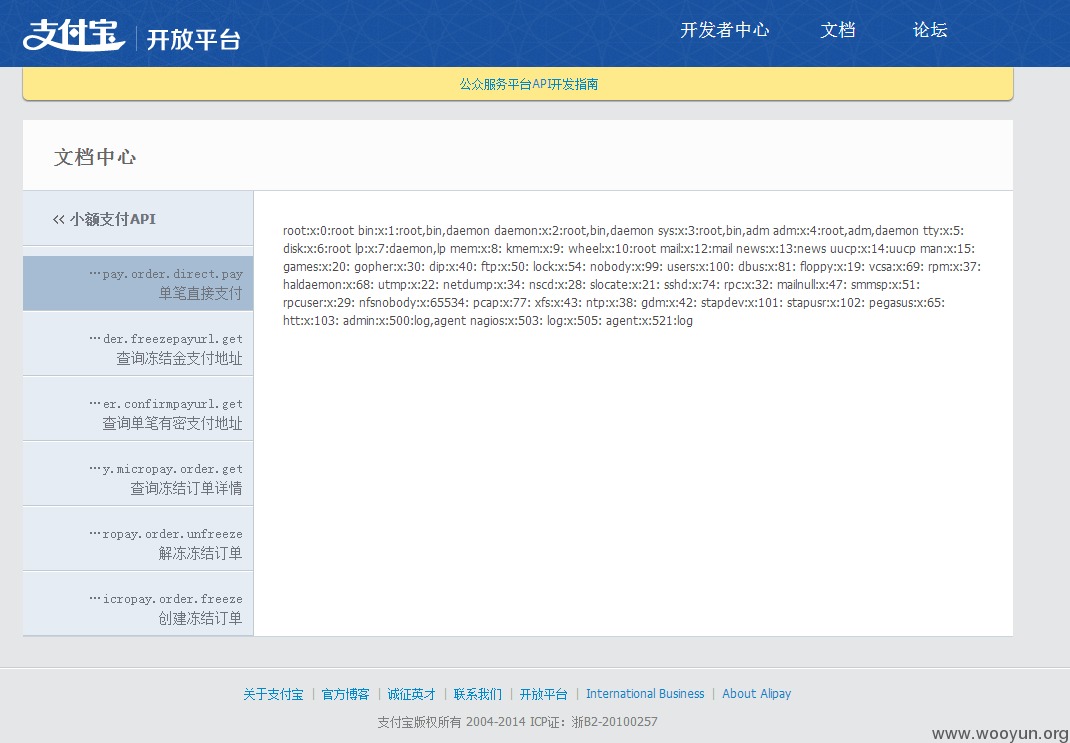 支付宝 开放平台 开发者中心 文档 论坛
公众服务平台API开发指南
文档中心
<< 小额支付API
…pay.order.direct.pay
单笔直接支付
…der.freezepayurl.get
查询冻结金支付地址
…er.confirmpayurl.get
查询单笔有密支付地址
…y.micropay.order.get
查询冻结订单详情
…ropay.order.unfreeze
解冻冻结订单
…icropay.order.freeze
创建冻结订单
root:x:0:root bin:x:1:root,bin,daemon daemon:x:2:root,bin,daemon sys:x:3:root,bin,adm adm:x:4:root,adm,daemon tty:x:5:
disk:x:6:root lp:x:7:daemon,lp mem:x:8: kmem:x:9: wheel:x:10:root mail:x:12:mail news:x:13:news uucp:x:14:uucp man:x:15:
games:x:20: gopher:x:30: dip:x:40: ftp:x:50: lock:x:54: nobody:x:99: users:x:100: dbus:x:81: floppy:x:19: vcsa:x:69: rpm:x:37:
haldaemon:x:68: utmp:x:22: netdump:x:34: nscd:x:28: slocate:x:21: sshd:x:74: rpc:x:32: mailnull:x:47: smmsp:x:51:
rpcuser:x:29: nfsnobody:x:65534: pcap:x:77: xfs:x:43: ntp:x:38: gdm:x:42: stapdev:x:101: stapusr:x:102: pegasus:x:65:
htt:x:103: admin:x:500:log,agent nagios:x:503: log:x:505: agent:x:521:log
关于支付宝 | 官方博客 | 诚征英才 | 联系我们 | 开放平台 | International Business | About Alipay
支付宝版权所有 2004-2014 ICP证：浙B2-20100257
www.wooyun.org